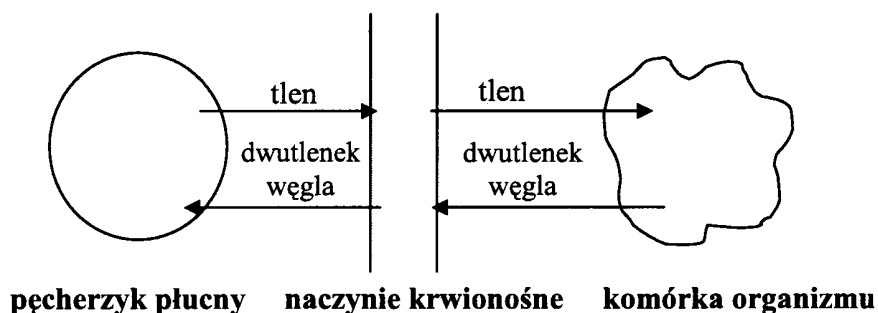 tlen
tlen
dwutlenek
węgla
dwutlenek
węgla
pęcherzyk płucny naczynie krwionośne komórka organizmu